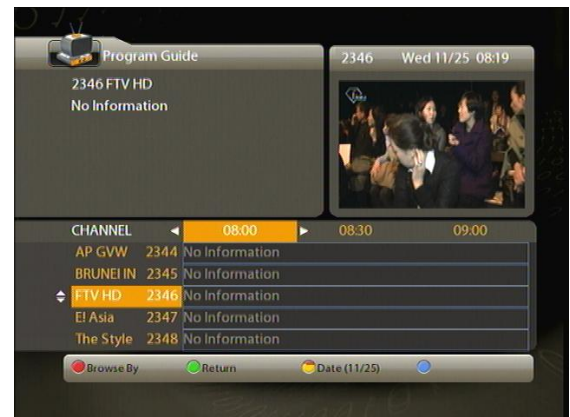 Program Guide
2346 Wed 11/25 08:19
2346 FTV HD
No Information
CHANNEL 08:00 08:30 09:00
AP GVW 2344 No Information
BRUNEI IN 2345 No Information
FTV HD 2346 No Information
E! Asia 2347 No Information
The Style 2348 No Information
Browse By Return Date (11/25)